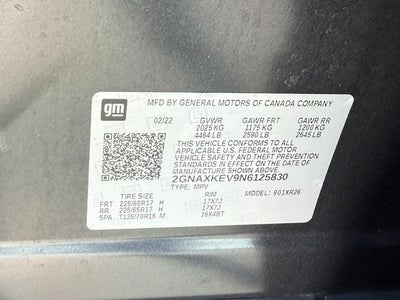 gm
MFD BY GENERAL MOTORS OF CANADA COMPANY
02/22 GVWR GAWR FRT GAWR RR
2025 KG 1175 KG 1200 KG
4464 LB 2590 LB 2645 LB
THIS VEHICLE CONFORMS TO ALL APPLICABLE
U.S. FEDERAL MOTOR VEHICLE SAFETY AND
THEFT PREVENTION STANDARDS IN EFFECT ON
THE DATE OF MANUFACTURE SHOWN ABOVE.
2GNAXKEV9N6125830
TYPE: MPV MODEL: 901XR26
TIRE SIZE RIM
FRT 225/65R17 H 17X7J
RR 225/65R17 H 17X7J
SPA T135/70R16 M 16X4BT